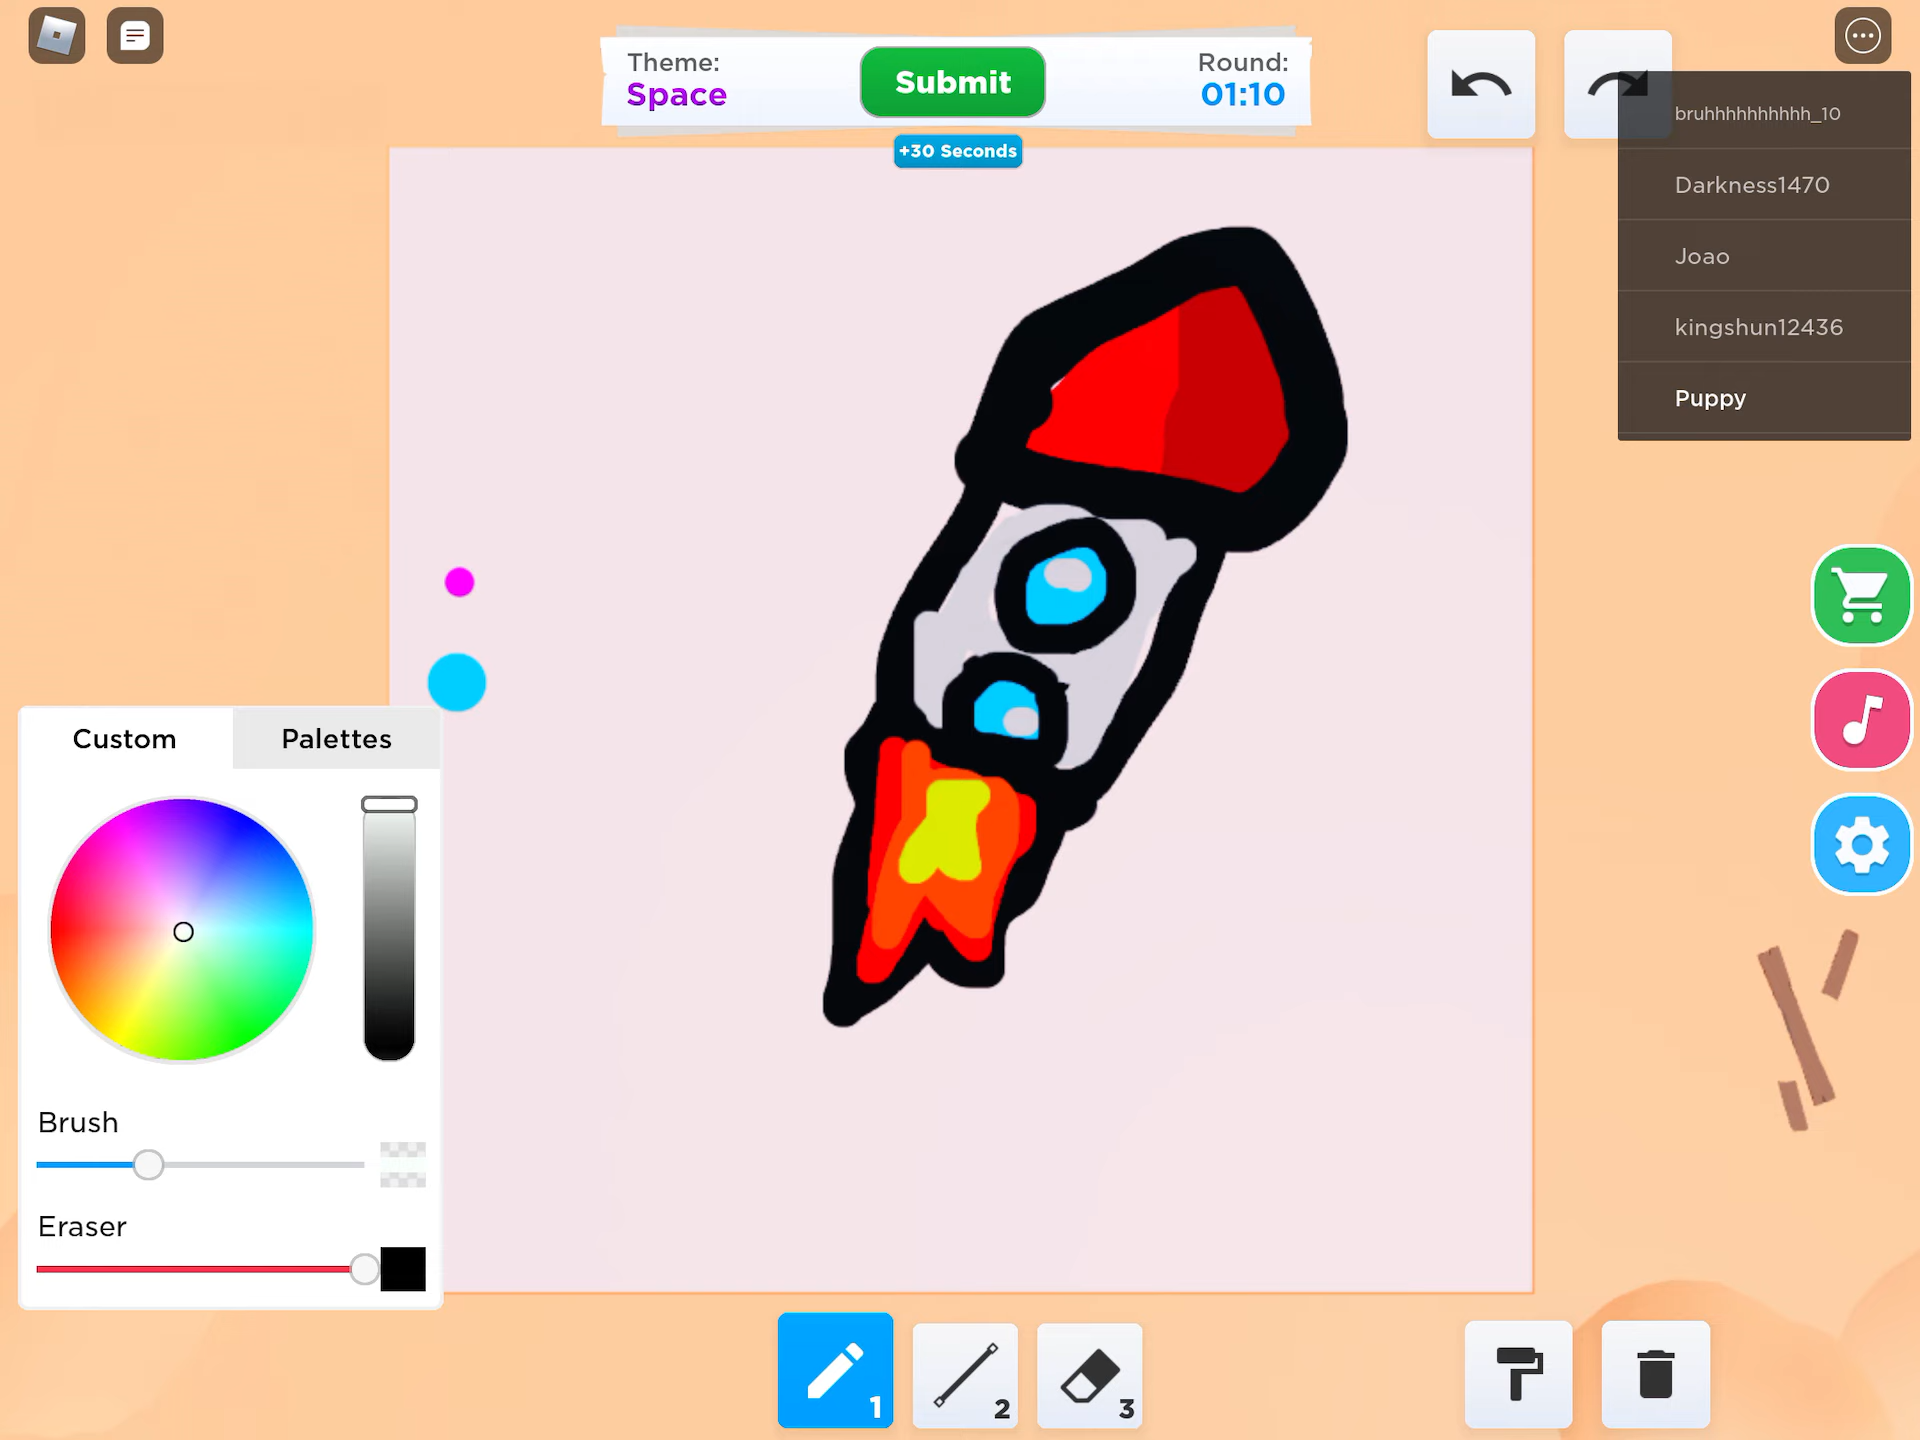 Theme:
Space
Submit
Round:
01:10
+30 Seconds
bruhhhhhhhhhh_10
Darkness1470
Joao
kingshun12436
Puppy
Custom
Palettes
Brush
Eraser
1
2
3